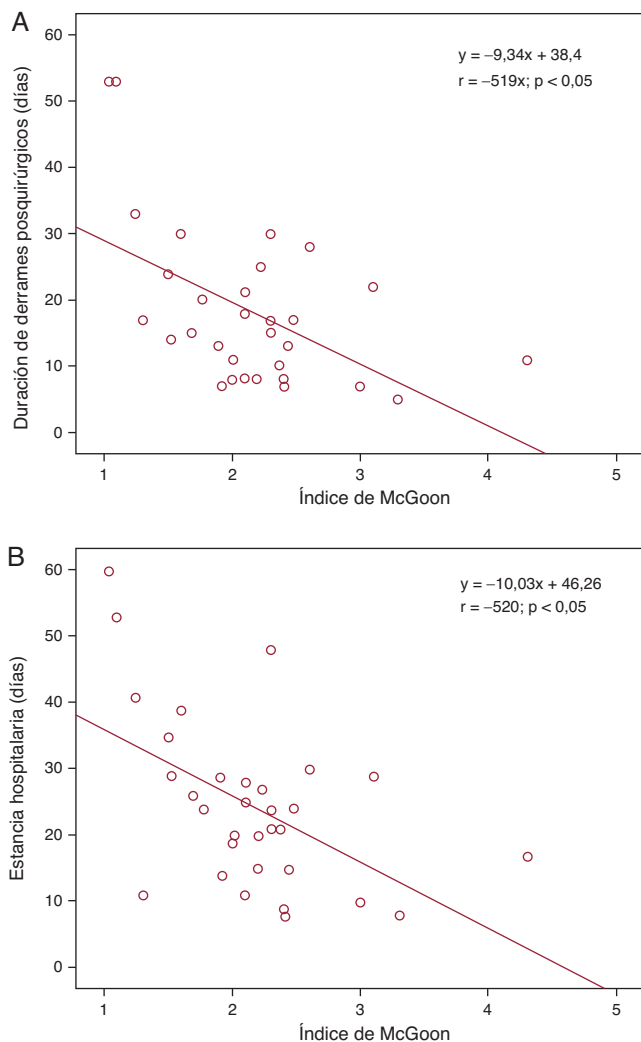 A
60
50
40
30
20
10
0
Duración de derrames posquirúrgicos (días)
y = –9,34x + 38,4
r = –519x; p < 0,05
1 2 3 4 5
Índice de McGoon
B
60
50
40
30
20
10
0
Estancia hospitalaria (días)
y = –10,03x + 46,26
r = –520; p < 0,05
1 2 3 4 5
Índice de McGoon